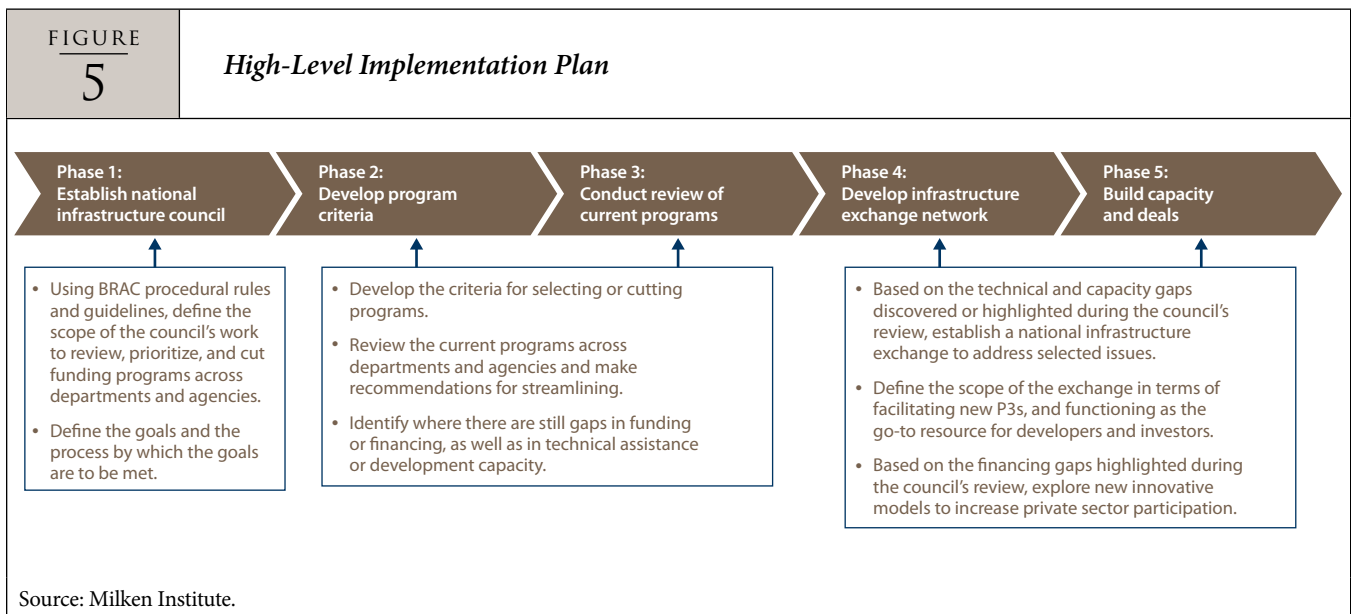 FIGURE
5
High-Level Implementation Plan
Phase 1:
Establish national
infrastructure council
Phase 2:
Develop program
criteria
Phase 3:
Conduct review of
current programs
Phase 4:
Develop infrastructure
exchange network
Phase 5:
Build capacity
and deals
• Using BRAC procedural rules
and guidelines, define the
scope of the council’s work
to review, prioritize, and cut
funding programs across
departments and agencies.
• Define the goals and the
process by which the goals
are to be met.
• Develop the criteria for selecting or cutting
programs.
• Review the current programs across
departments and agencies and make
recommendations for streamlining.
• Identify where there are still gaps in funding
or financing, as well as in technical assistance
or development capacity.
• Based on the technical and capacity gaps
discovered or highlighted during the council’s
review, establish a national infrastructure
exchange to address selected issues.
• Define the scope of the exchange in terms of
facilitating new P3s, and functioning as the
go-to resource for developers and investors.
• Based on the financing gaps highlighted during
the council’s review, explore new innovative
models to increase private sector participation.
Source: Milken Institute.